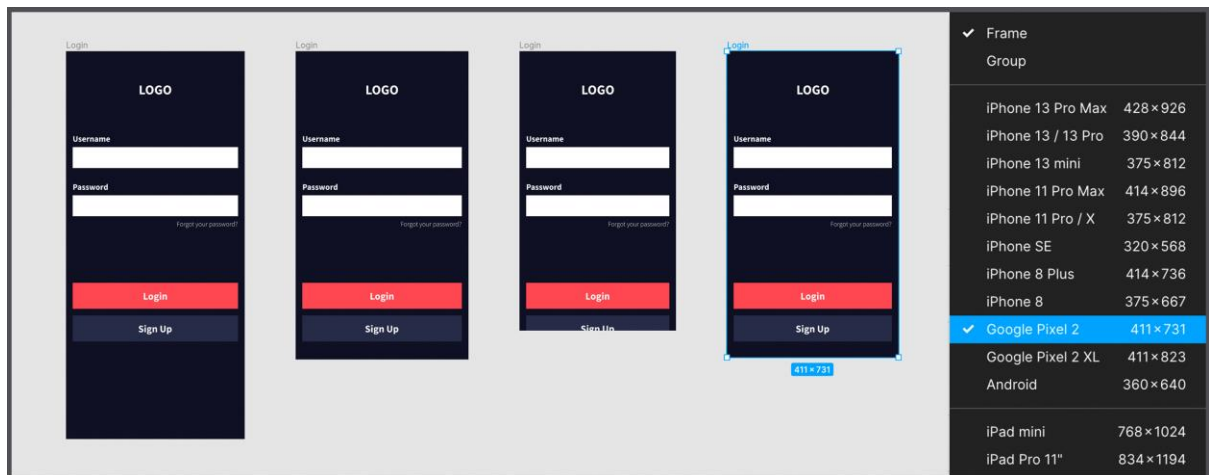 Login
LOGO
Username
Password
Forgot your password?
Login
Sign Up
Login
LOGO
Username
Password
Forgot your password?
Login
Sign Up
Login
LOGO
Username
Password
Forgot your password?
Login
Sign Up
Login
LOGO
Username
Password
Forgot your password?
Login
Sign Up
411 × 731
Frame
Group
iPhone 13 Pro Max 428×926
iPhone 13 / 13 Pro 390×844
iPhone 13 mini 375×812
iPhone 11 Pro Max 414×896
iPhone 11 Pro / X 375×812
iPhone SE 320×568
iPhone 8 Plus 414×736
iPhone 8 375×667
Google Pixel 2 411×731
Google Pixel 2 XL 411×823
Android 360×640
iPad mini 768×1024
iPad Pro 11" 834×1194